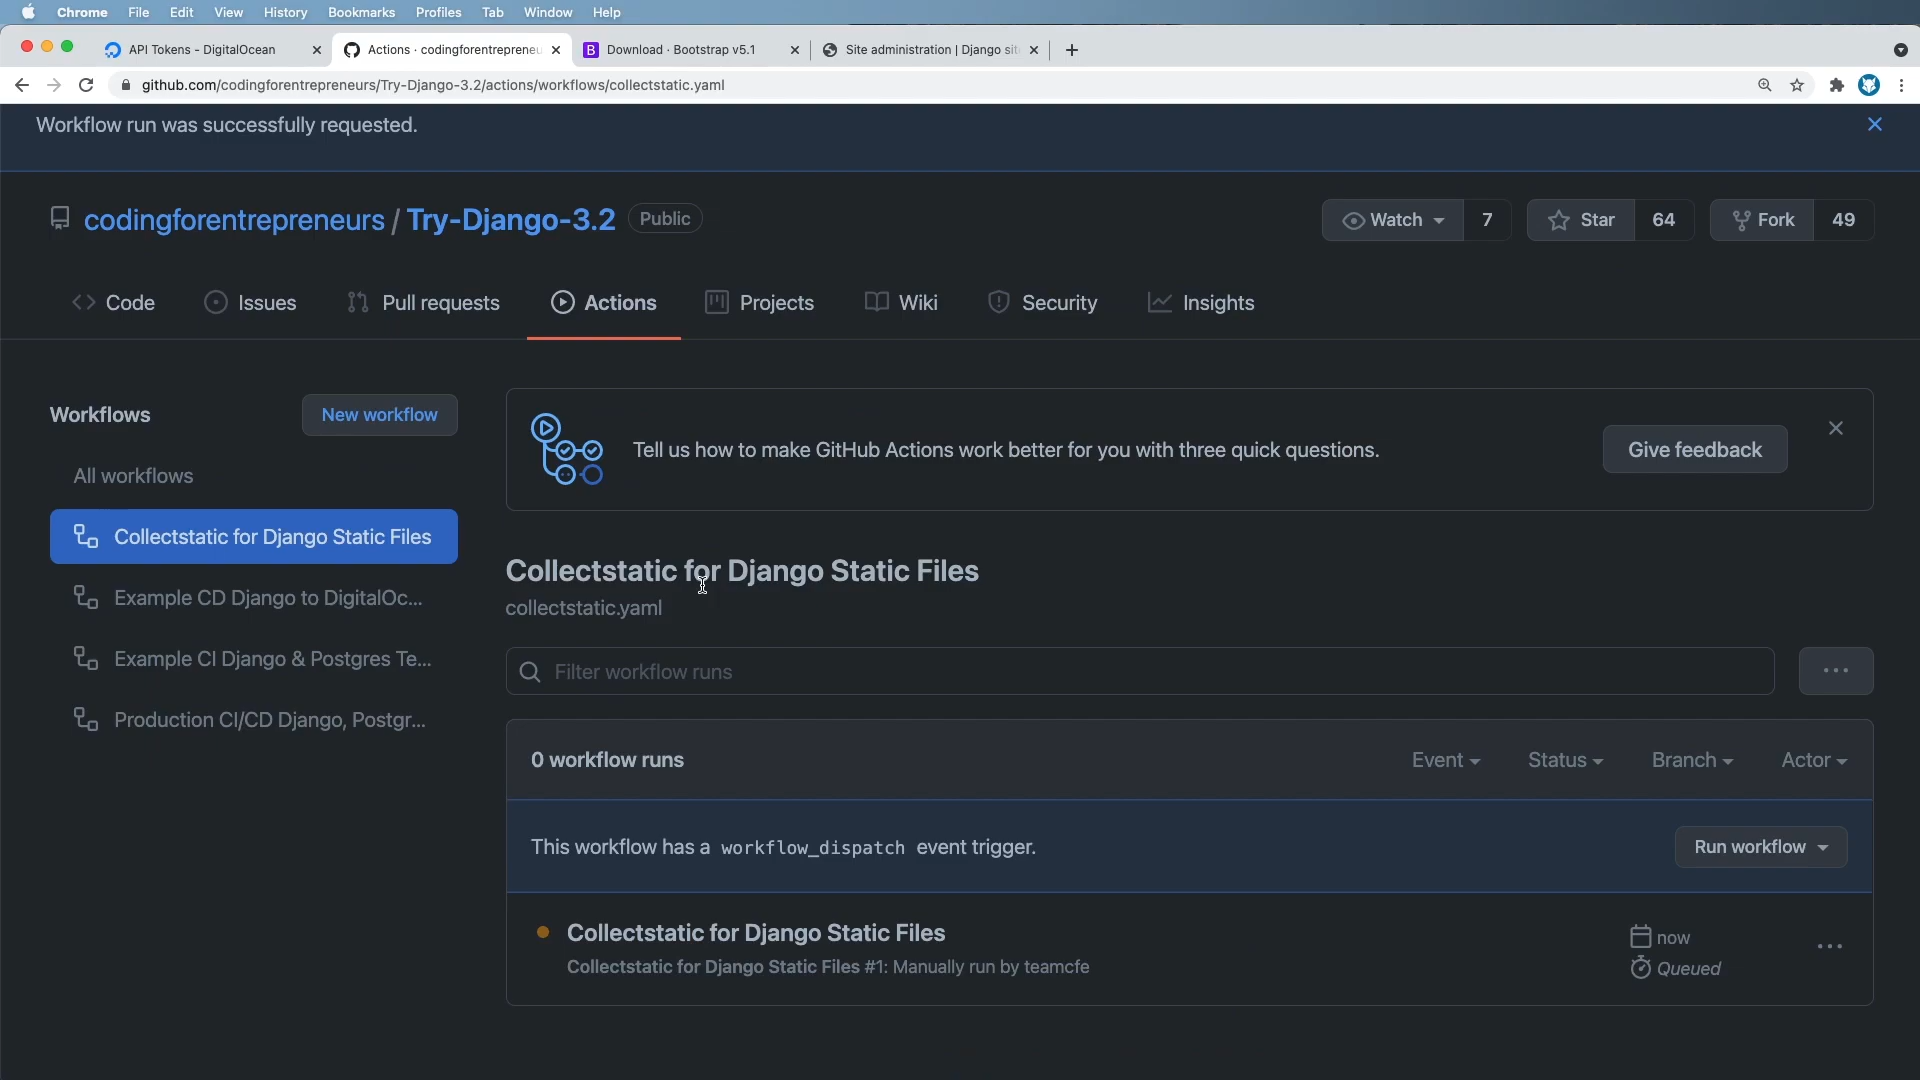 Chrome File Edit View History Bookmarks Profiles Tab Window Help
API Tokens - DigitalOcean Actions · codingforentrepreneu Download · Bootstrap v5.1 Site administration | Django sit
github.com/codingforentrepreneurs/Try-Django-3.2/actions/workflows/collectstatic.yaml
Workflow run was successfully requested.
codingforentrepreneurs / Try-Django-3.2 Public Watch 7 Star 64 Fork 49
Code Issues Pull requests Actions Projects Wiki Security Insights
Workflows New workflow
Tell us how to make GitHub Actions work better for you with three quick questions. Give feedback
All workflows
Collectstatic for Django Static Files
Example CD Django to DigitalOc...
Example CI Django & Postgres Te...
Production CI/CD Django, Postgr...
Collectstatic for Django Static Files
collectstatic.yaml
Filter workflow runs
0 workflow runs Event Status Branch Actor
This workflow has a workflow_dispatch event trigger. Run workflow
Collectstatic for Django Static Files now
Collectstatic for Django Static Files #1: Manually run by teamcfe Queued